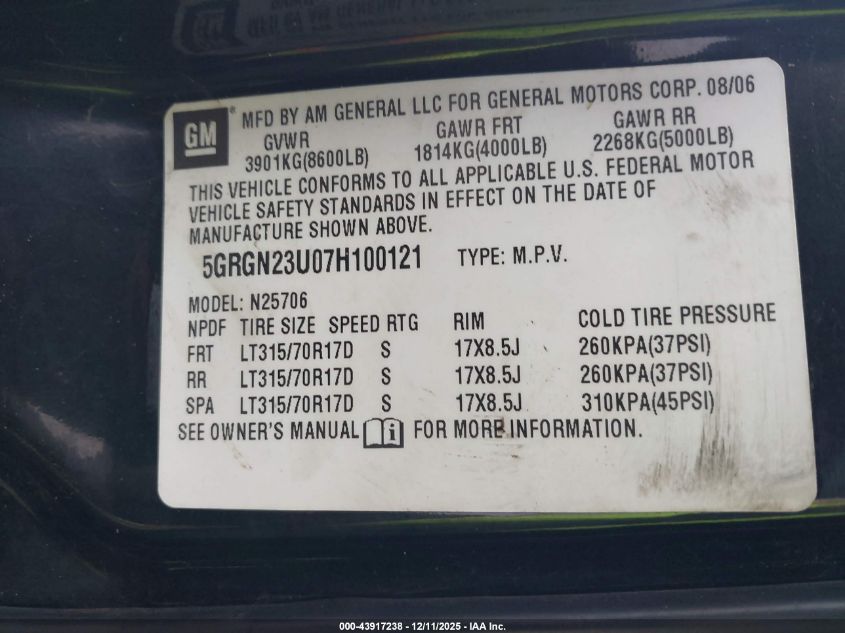 GM
MFD BY AM GENERAL LLC FOR GENERAL MOTORS CORP. 08/06
GVWR GAWR FRT GAWR RR
3901KG(8600LB) 1814KG(4000LB) 2268KG(5000LB)
THIS VEHICLE CONFORMS TO ALL APPLICABLE U.S. FEDERAL MOTOR
VEHICLE SAFETY STANDARDS IN EFFECT ON THE DATE OF
MANUFACTURE SHOWN ABOVE.
5GRGN23U07H100121 TYPE: M.P.V.
MODEL: N25706
NPDF TIRE SIZE SPEED RTG RIM COLD TIRE PRESSURE
FRT LT315/70R17D S 17X8.5J 260KPA(37PSI)
RR LT315/70R17D S 17X8.5J 260KPA(37PSI)
SPA LT315/70R17D S 17X8.5J 310KPA(45PSI)
SEE OWNER'S MANUAL i FOR MORE INFORMATION.
000-43917238 - 12/11/2025 - IAA Inc.